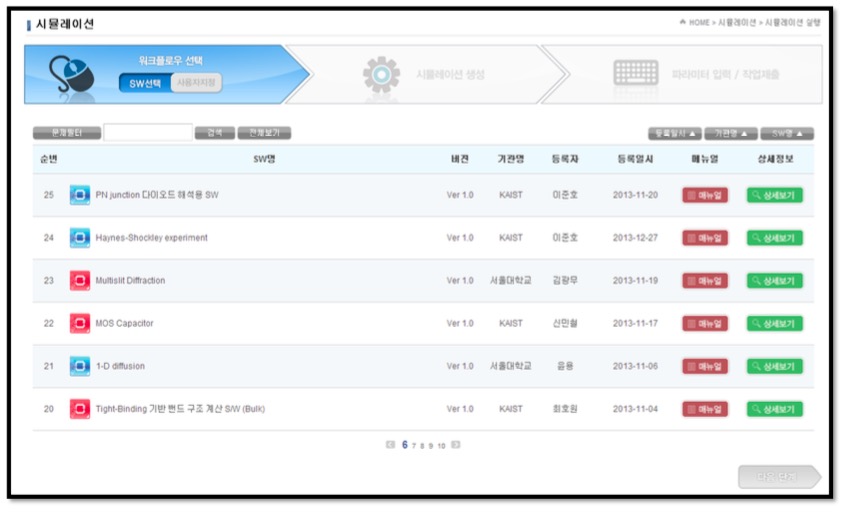 시뮬레이션
HOME > 시뮬레이션 > 시뮬레이션 실행
워크플로우 선택
SW선택 사용자지정
시뮬레이션 생성
파라미터 입력 / 작업제출
문제필터 검색 전체보기 등록일시 ▲ 기관명 ▲ SW명 ▲
순번 SW명 버전 기관명 등록자 등록일시 매뉴얼 상세정보
25 PN junction 다이오드 해석용 SW Ver 1.0 KAIST 이준호 2013-11-20 매뉴얼 상세보기
24 Haynes-Shockley experiment Ver 1.0 KAIST 이준호 2013-12-27 매뉴얼 상세보기
23 Multislit Diffraction Ver 1.0 서울대학교 김광무 2013-11-19 매뉴얼 상세보기
22 MOS Capacitor Ver 1.0 KAIST 신민철 2013-11-17 매뉴얼 상세보기
21 1-D diffusion Ver 1.0 서울대학교 윤용 2013-11-06 매뉴얼 상세보기
20 Tight-Binding 기반 밴드 구조 계산 S/W (Bulk) Ver 1.0 KAIST 최호원 2013-11-04 매뉴얼 상세보기
6 7 8 9 10
다음 단계